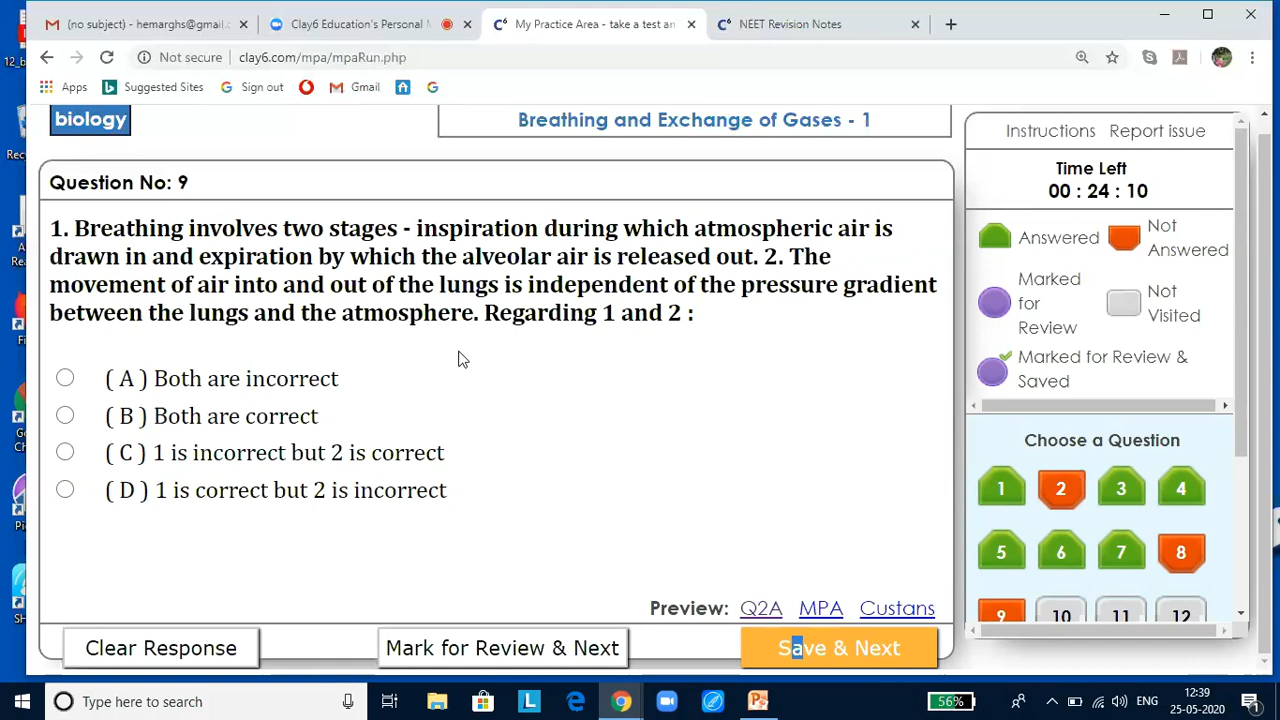 (no subject) - hemarghs@gmail.c
Clay6 Education's Personal M
My Practice Area - take a test an
NEET Revision Notes
Not secure
clay6.com/mpa/mpaRun.php
Apps
Suggested Sites
Sign out
Gmail
biology
Breathing and Exchange of Gases - 1
Instructions
Report issue
Time Left
00 : 24 : 10
Question No: 9
1. Breathing involves two stages - inspiration during which atmospheric air is
drawn in and expiration by which the alveolar air is released out. 2. The
movement of air into and out of the lungs is independent of the pressure gradient
between the lungs and the atmosphere. Regarding 1 and 2 :
( A ) Both are incorrect
( B ) Both are correct
( C ) 1 is incorrect but 2 is correct
( D ) 1 is correct but 2 is incorrect
Answered
Not
Answered
Marked
for
Review
Not
Visited
Marked for Review &
Saved
Choose a Question
1 2 3 4
5 6 7 8
9 10 11 12
Preview: Q2A MPA Custans
Clear Response
Mark for Review & Next
Save & Next
Type here to search
56%
ENG
12:39
25-05-2020